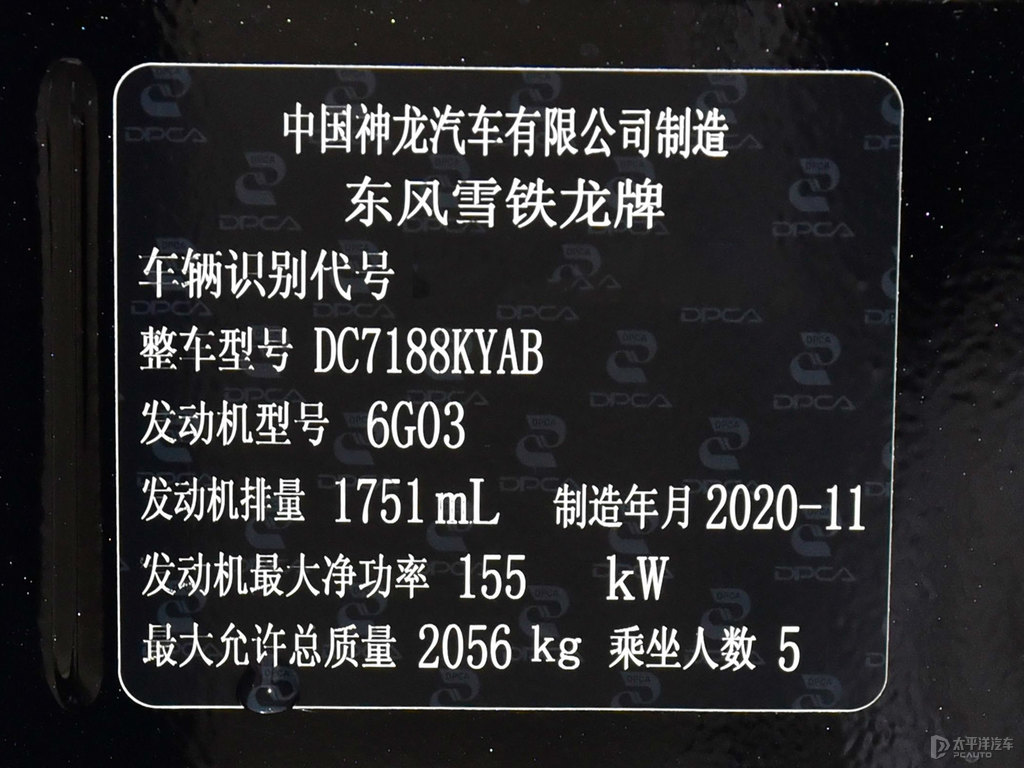 中国神龙汽车有限公司制造
东风雪铁龙牌
车辆识别代号
整车型号 DC7188KYAB
发动机型号 6G03
发动机排量 1751mL 制造年月 2020-11
发动机最大净功率 155 kW
最大允许总质量 2056 kg 乘坐人数 5
DPCA
太平洋汽车
PCAUTO